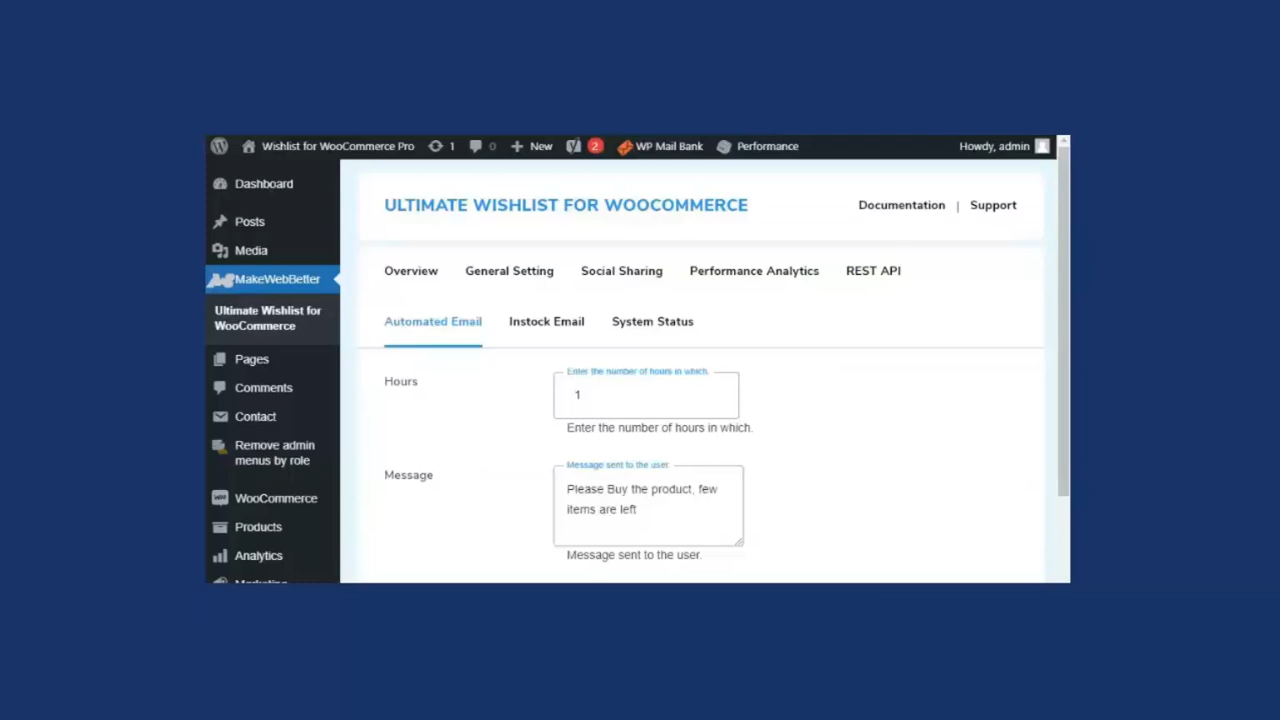 Wishlist for WooCommerce Pro 1 0 New 2 WP Mail Bank Performance Howdy, admin
Dashboard
Posts
Media
MakeWebBetter
Ultimate Wishlist for
WooCommerce
Pages
Comments
Contact
Remove admin
menus by role
WooCommerce
Products
Analytics
Marketing
ULTIMATE WISHLIST FOR WOOCOMMERCE
Documentation | Support
Overview General Setting Social Sharing Performance Analytics REST API
Automated Email Instock Email System Status
Hours
Enter the number of hours in which.
1
Enter the number of hours in which.
Message
Message sent to the user.
Please Buy the product, few
items are left
Message sent to the user.